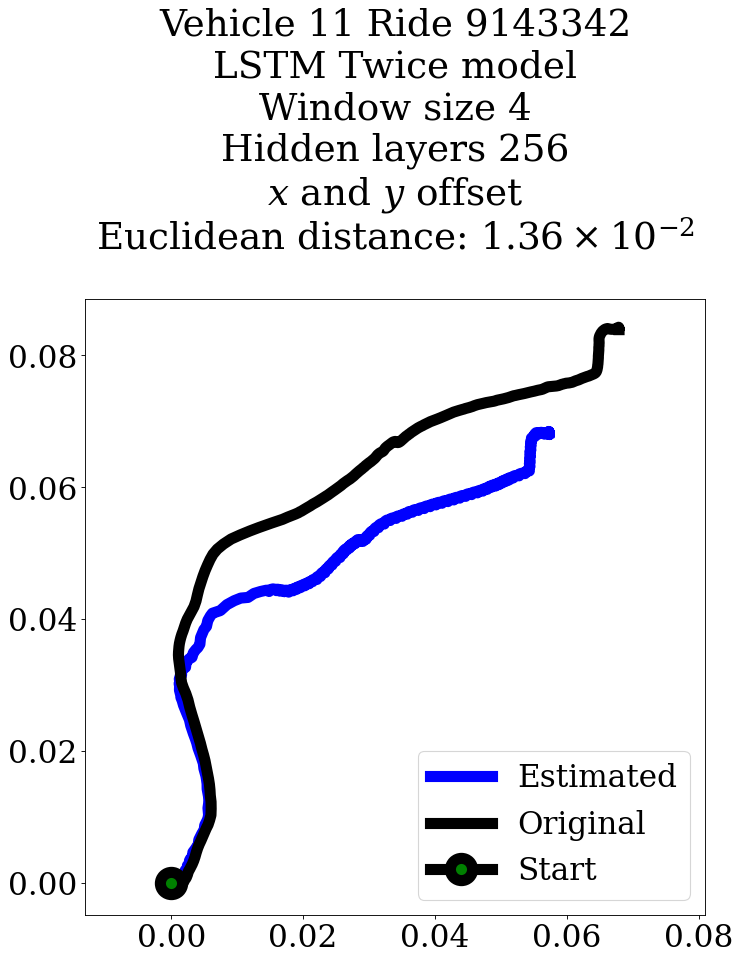 Vehicle 11 Ride 9143342
LSTM Twice model
Window size 4
Hidden layers 256
x and y offset
Euclidean distance: 1.36 × 10⁻²
0.08
0.06
0.04
0.02
0.00
Estimated
Original
Start
0.00 0.02 0.04 0.06 0.08